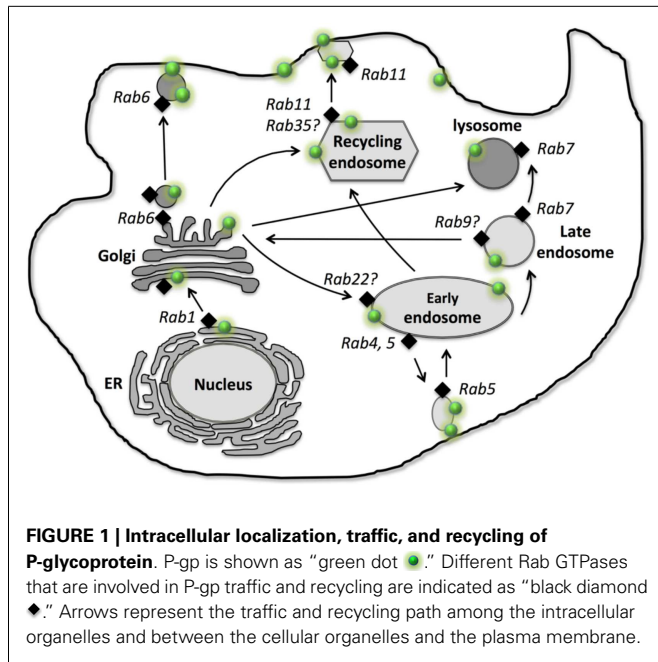 Rab11
Rab6
Rab11
Rab35?
Recycling
endosome
lysosome
Rab7
Rab6
Rab7
Rab9?
Late
endosome
Golgi
Rab22?
Early
endosome
Rab1
Rab4, 5
ER
Nucleus
Rab5
FIGURE 1 | Intracellular localization, traffic, and recycling of
P-glycoprotein. P-gp is shown as “green dot .” Different Rab GTPases
that are involved in P-gp traffic and recycling are indicated as “black diamond
◆.” Arrows represent the traffic and recycling path among the intracellular
organelles and between the cellular organelles and the plasma membrane.